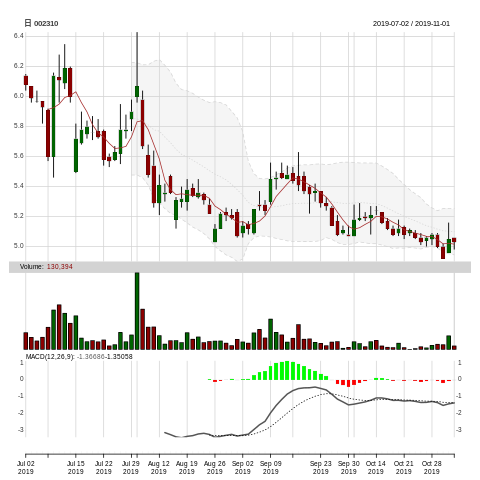 日 002310 2019-07-02 / 2019-11-01
6.4
6.2
6.0
5.8
5.6
5.4
5.2
5.0
Volume: 130,394
MACD(12,26,9): -1.36686-1.35058
1 1
0 0
-1 -1
-2 -2
-3 -3
Jul 02 Jul 15 Jul 22 Jul 29 Aug 12 Aug 19 Aug 26 Sep 02 Sep 09 Sep 23 Sep 30 Oct 14 Oct 21 Oct 28
2019 2019 2019 2019 2019 2019 2019 2019 2019 2019 2019 2019 2019 2019